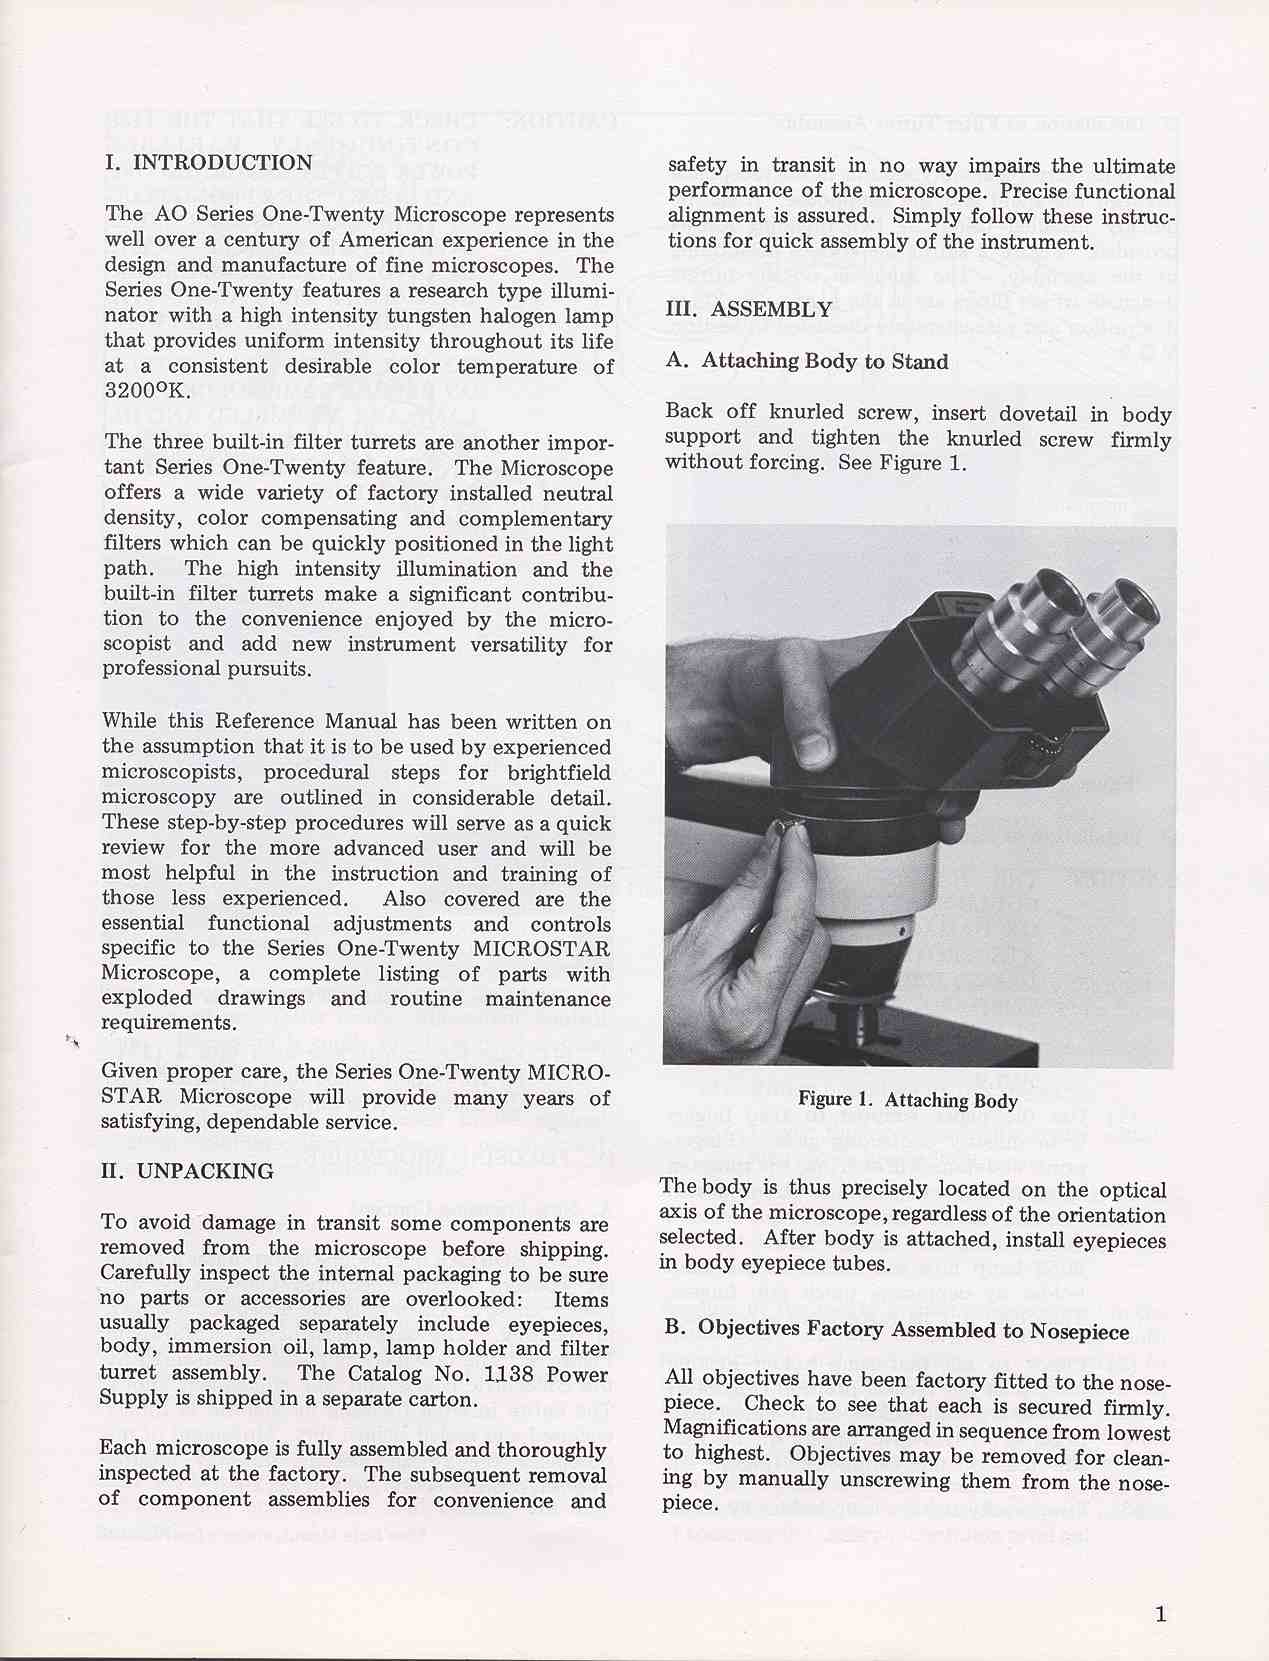 I. INTRODUCTION
The AO Series One-Twenty Microscope represents
well over a century of American experience in the
design and manufacture of fine microscopes. The
Series One-Twenty features a research type illumi-
nator with a high intensity tungsten halogen lamp
that provides uniform intensity throughout its life
at a consistent desirable color temperature of
3200ºK.
The three built-in filter turrets are another impor-
tant Series One-Twenty feature. The Microscope
offers a wide variety of factory installed neutral
density, color compensating and complementary
filters which can be quickly positioned in the light
path. The high intensity illumination and the
built-in filter turrets make a significant contribu-
tion to the convenience enjoyed by the micro-
scopist and add new instrument versatility for
professional pursuits.
While this Reference Manual has been written on
the assumption that it is to be used by experienced
microscopists, procedural steps for brightfield
microscopy are outlined in considerable detail.
These step-by-step procedures will serve as a quick
review for the more advanced user and will be
most helpful in the instruction and training of
those less experienced. Also covered are the
essential functional adjustments and controls
specific to the Series One-Twenty MICROSTAR
Microscope, a complete listing of parts with
exploded drawings and routine maintenance
requirements.
Given proper care, the Series One-Twenty MICRO-
STAR Microscope will provide many years of
satisfying, dependable service.
II. UNPACKING
To avoid damage in transit some components are
removed from the microscope before shipping.
Carefully inspect the internal packaging to be sure
no parts or accessories are overlooked: Items
usually packaged separately include eyepieces,
body, immersion oil, lamp, lamp holder and filter
turret assembly. The Catalog No. 1138 Power
Supply is shipped in a separate carton.
Each microscope is fully assembled and thoroughly
inspected at the factory. The subsequent removal
of component assemblies for convenience and
safety in transit in no way impairs the ultimate
performance of the microscope. Precise functional
alignment is assured. Simply follow these instruc-
tions for quick assembly of the instrument.
III. ASSEMBLY
A. Attaching Body to Stand
Back off knurled screw, insert dovetail in body
support and tighten the knurled screw firmly
without forcing. See Figure 1.
Figure 1. Attaching Body
The body is thus precisely located on the optical
axis of the microscope, regardless of the orientation
selected. After body is attached, install eyepieces
in body eyepiece tubes.
B. Objectives Factory Assembled to Nosepiece
All objectives have been factory fitted to the nose-
piece. Check to see that each is secured firmly.
Magnifications are arranged in sequence from lowest
to highest. Objectives may be removed for clean-
ing by manually unscrewing them from the nose-
piece.
1